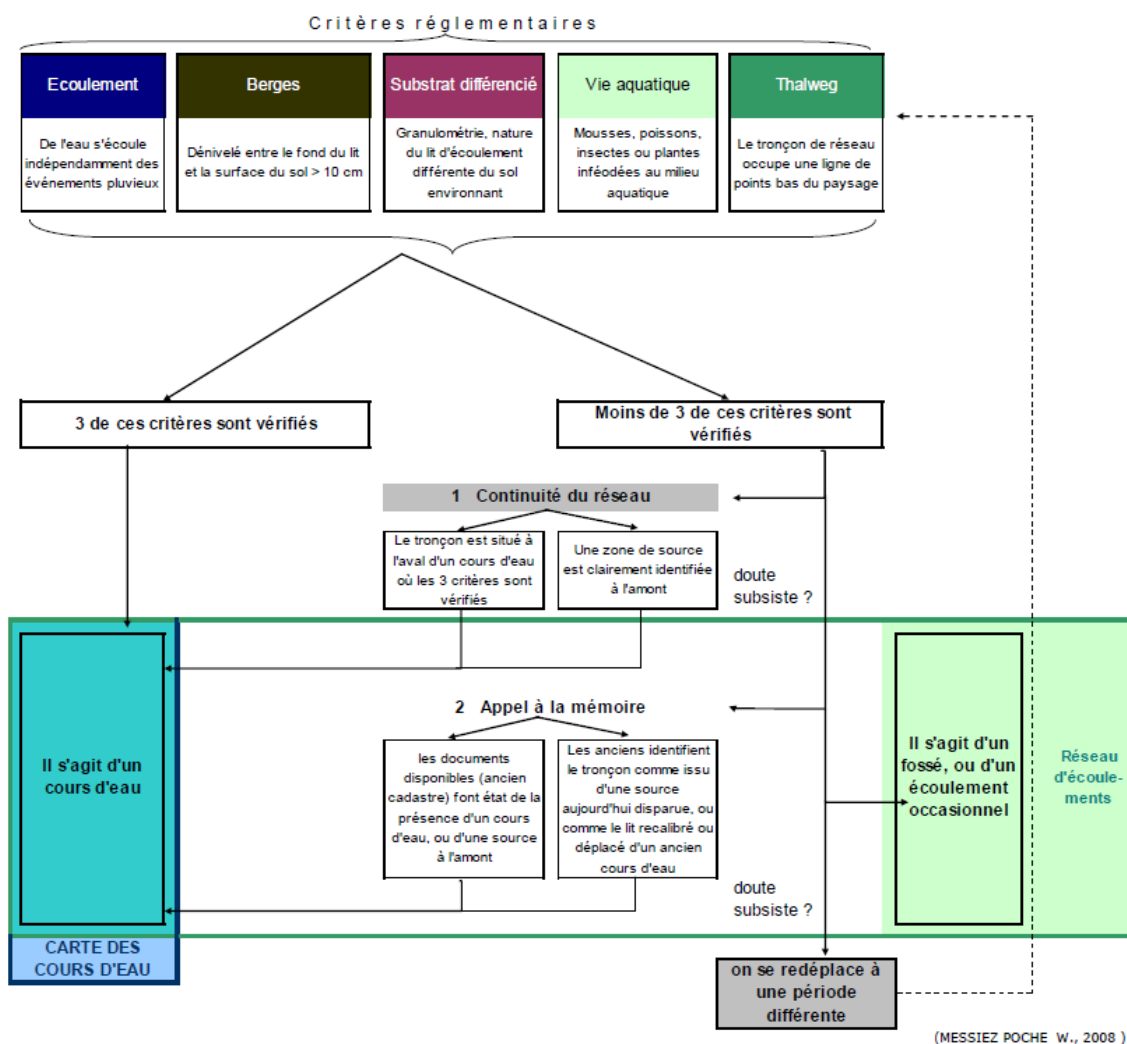 Critères réglementaires
Ecoulement
De l'eau s'écoule
indépendamment des
événements pluvieux
Berges
Dénivelé entre le fond du lit
et la surface du sol > 10 cm
Substrat différencié
Granulométrie, nature
du lit d'écoulement
différente du sol
environnant
Vie aquatique
Mousses, poissons,
insectes ou plantes
inféodées au milieu
aquatique
Thalweg
Le tronçon de réseau
occupe une ligne de
points bas du paysage
3 de ces critères sont vérifiés
Moins de 3 de ces critères sont
vérifiés
1 Continuité du réseau
Le tronçon est situé à
l'aval d'un cours d'eau
où les 3 critères sont
vérifiés
Une zone de source
est clairement identifiée
à l'amont
doute
subsiste ?
2 Appel à la mémoire
les documents
disponibles (ancien
cadastre) font état de la
présence d'un cours
d'eau, ou d'une source
à l'amont
Les anciens identifient
le tronçon comme issu
d'une source
aujourd'hui disparue, ou
comme le lit recalibré ou
déplacé d'un ancien
cours d'eau
doute
subsiste ?
Il s'agit d'un
cours d'eau
CARTE DES
COURS D'EAU
Il s'agit d'un
fossé, ou d'un
écoulement
occasionnel
Réseau
d'écoule-
ments
on se redéplace à
une période
différente
(MESSIEZ POCHE W., 2008 )